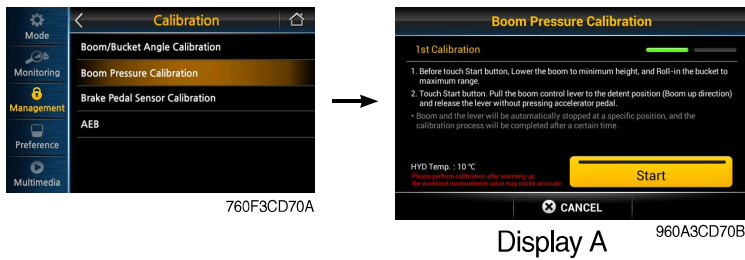 Mode
Monitoring
Management
Preference
Multimedia
Calibration
Boom/Bucket Angle Calibration
Boom Pressure Calibration
Brake Pedal Sensor Calibration
AEB
760F3CD70A
Boom Pressure Calibration
1st Calibration
1. Before touch Start button, Lower the boom to minimum height, and Roll-in the bucket to
maximum range.
2. Touch Start button. Pull the boom control lever to the detent position (Boom up direction)
and release the lever without pressing accelerator pedal.
* Boom and the lever will be automatically stopped at a specific position, and the
calibration process will be completed after a certain time.
HYD Temp. : 10 ℃
Please perform calibration after warming up
the workload measurement value may not be accurate
Start
CANCEL
Display A
960A3CD70B